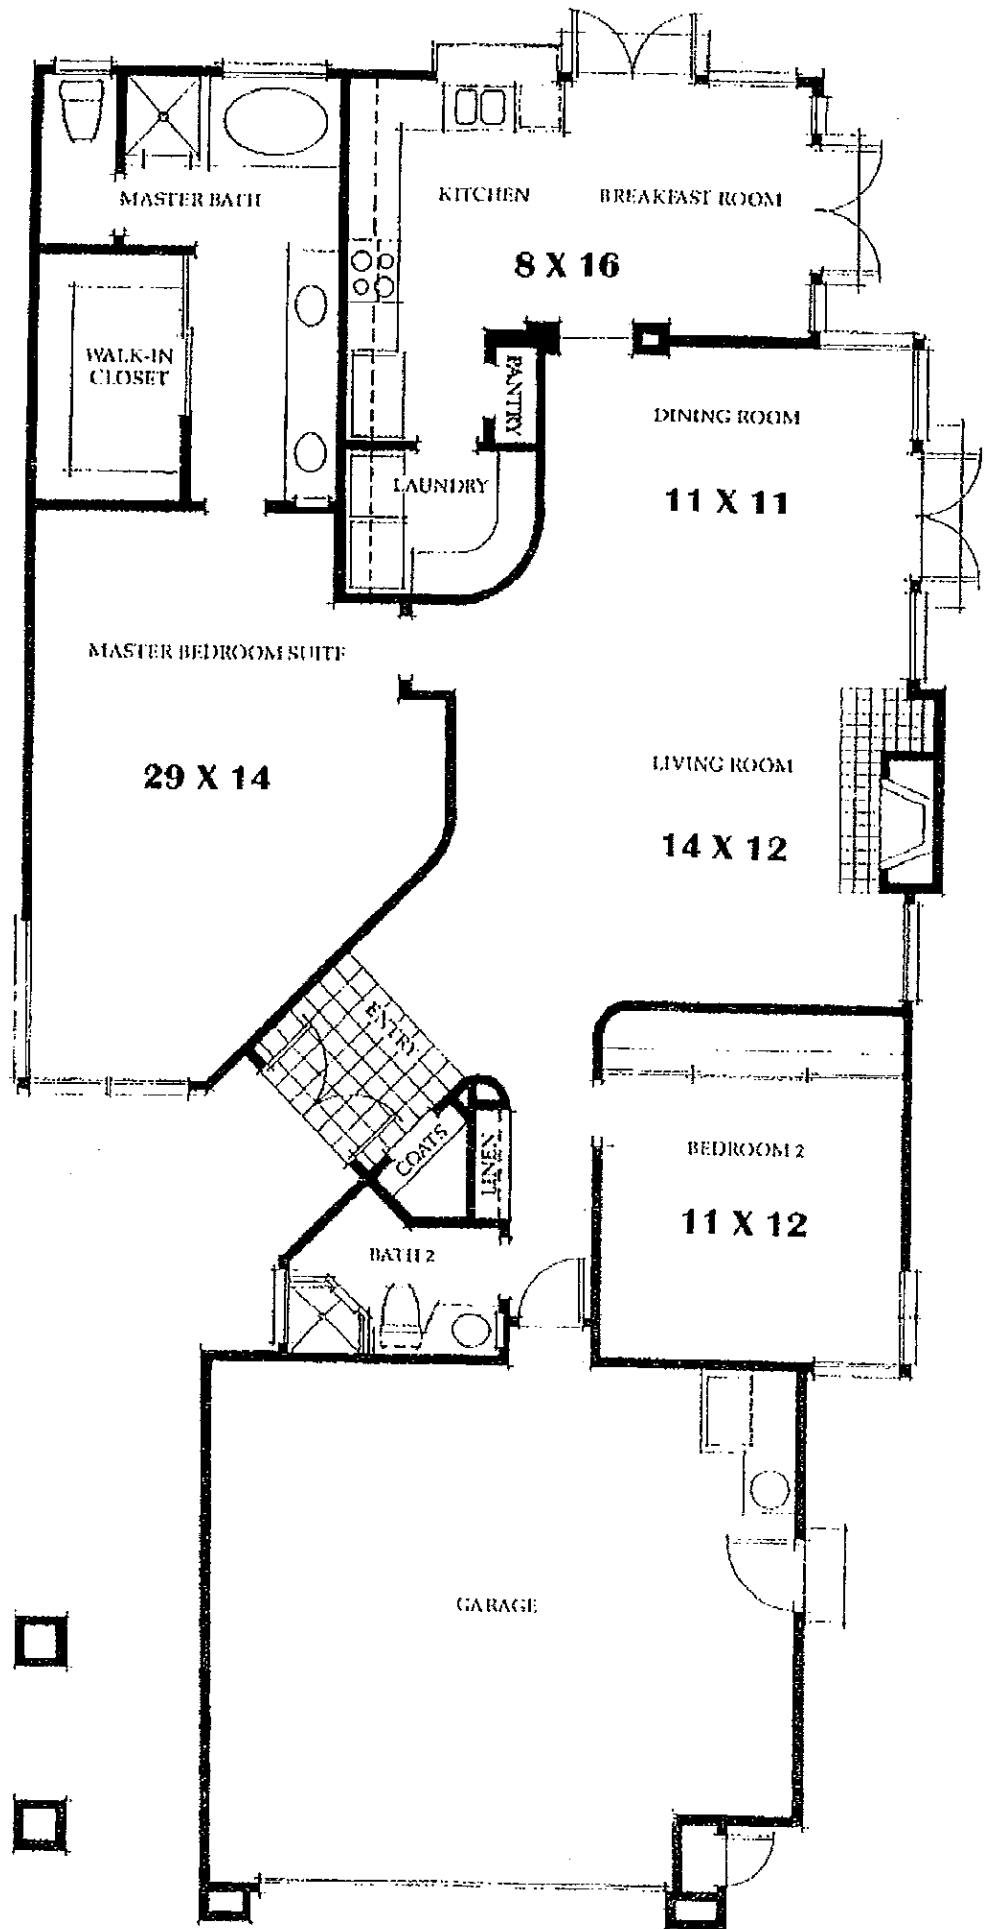 MASTER BATH
KITCHEN
BREAKFAST ROOM
8 X 16
WALK-IN
CLOSET
PANTRY
DINING ROOM
11 X 11
LAUNDRY
MASTER BEDROOM SUITE
29 X 14
LIVING ROOM
14 X 12
ENTRY
COATS
LINEN
BEDROOM 2
11 X 12
BATH 2
GARAGE